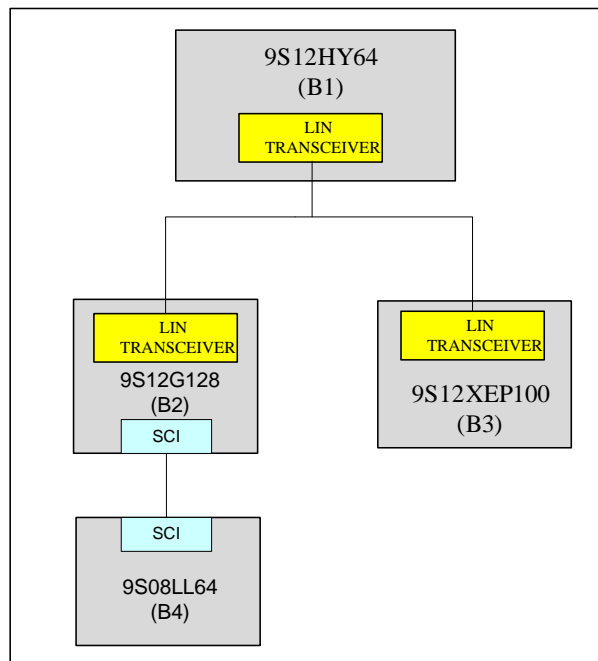 9S12HY64
(B1)
LIN
TRANSCEIVER
LIN
TRANSCEIVER
9S12G128
(B2)
SCI
LIN
TRANSCEIVER
9S12XEP100
(B3)
SCI
9S08LL64
(B4)